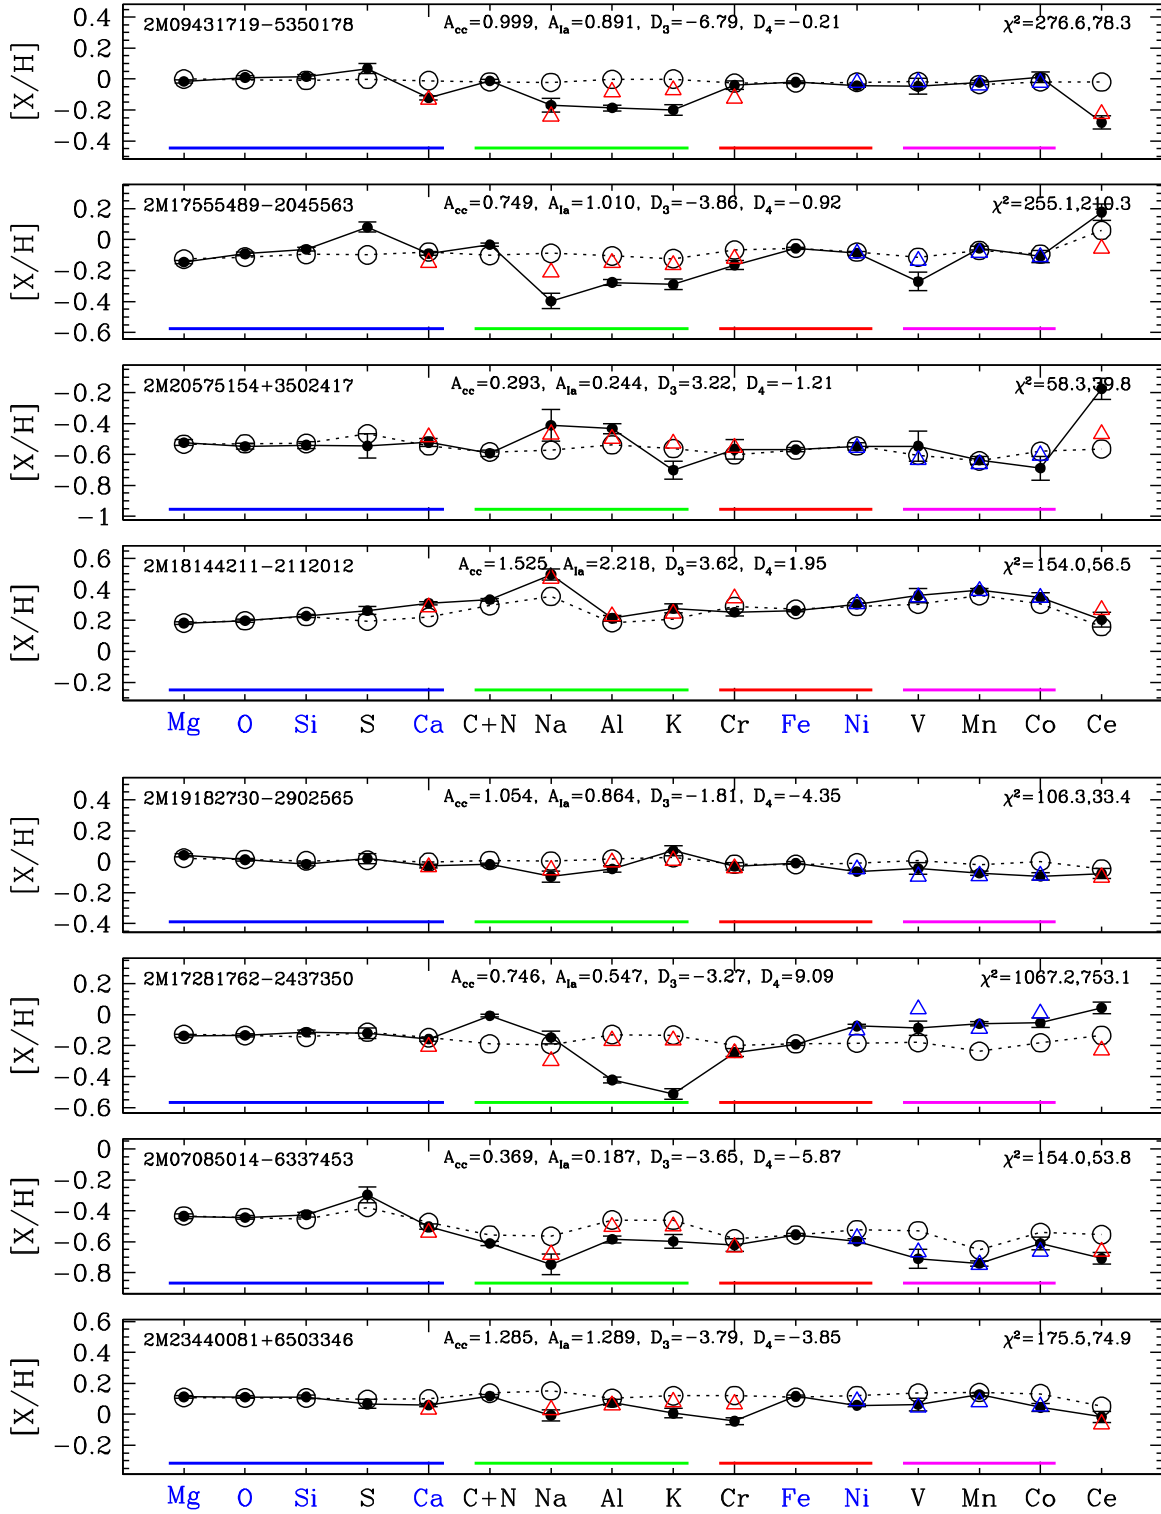 2M09431719−5350178 A_cc=0.999, A_Ia=0.891, D_3=−6.79, D_4=−0.21 χ²=276.6,78.3
[X/H]
0.4
0.2
0
−0.2
−0.4
2M17555489−2045563 A_cc=0.749, A_Ia=1.010, D_3=−3.86, D_4=−0.92 χ²=255.1,210.3
[X/H]
0.2
0
−0.2
−0.4
−0.6
2M20575154+3502417 A_cc=0.293, A_Ia=0.244, D_3=3.22, D_4=−1.21 χ²=58.3,39.8
[X/H]
−0.2
−0.4
−0.6
−0.8
−1
2M18144211−2112012 A_cc=1.525, A_Ia=2.218, D_3=3.62, D_4=1.95 χ²=154.0,56.5
[X/H]
0.6
0.4
0.2
0
−0.2
Mg O Si S Ca C+N Na Al K Cr Fe Ni V Mn Co Ce
2M19182730−2902565 A_cc=1.054, A_Ia=0.864, D_3=−1.81, D_4=−4.35 χ²=106.3,33.4
[X/H]
0.4
0.2
0
−0.2
−0.4
2M17281762−2437350 A_cc=0.746, A_Ia=0.547, D_3=−3.27, D_4=9.09 χ²=1067.2,753.1
[X/H]
0.2
0
−0.2
−0.4
−0.6
2M07085014−6337453 A_cc=0.369, A_Ia=0.187, D_3=−3.65, D_4=−5.87 χ²=154.0,53.8
[X/H]
0
−0.2
−0.4
−0.6
−0.8
2M23440081+6503346 A_cc=1.285, A_Ia=1.289, D_3=−3.79, D_4=−3.85 χ²=175.5,74.9
[X/H]
0.6
0.4
0.2
0
−0.2
Mg O Si S Ca C+N Na Al K Cr Fe Ni V Mn Co Ce